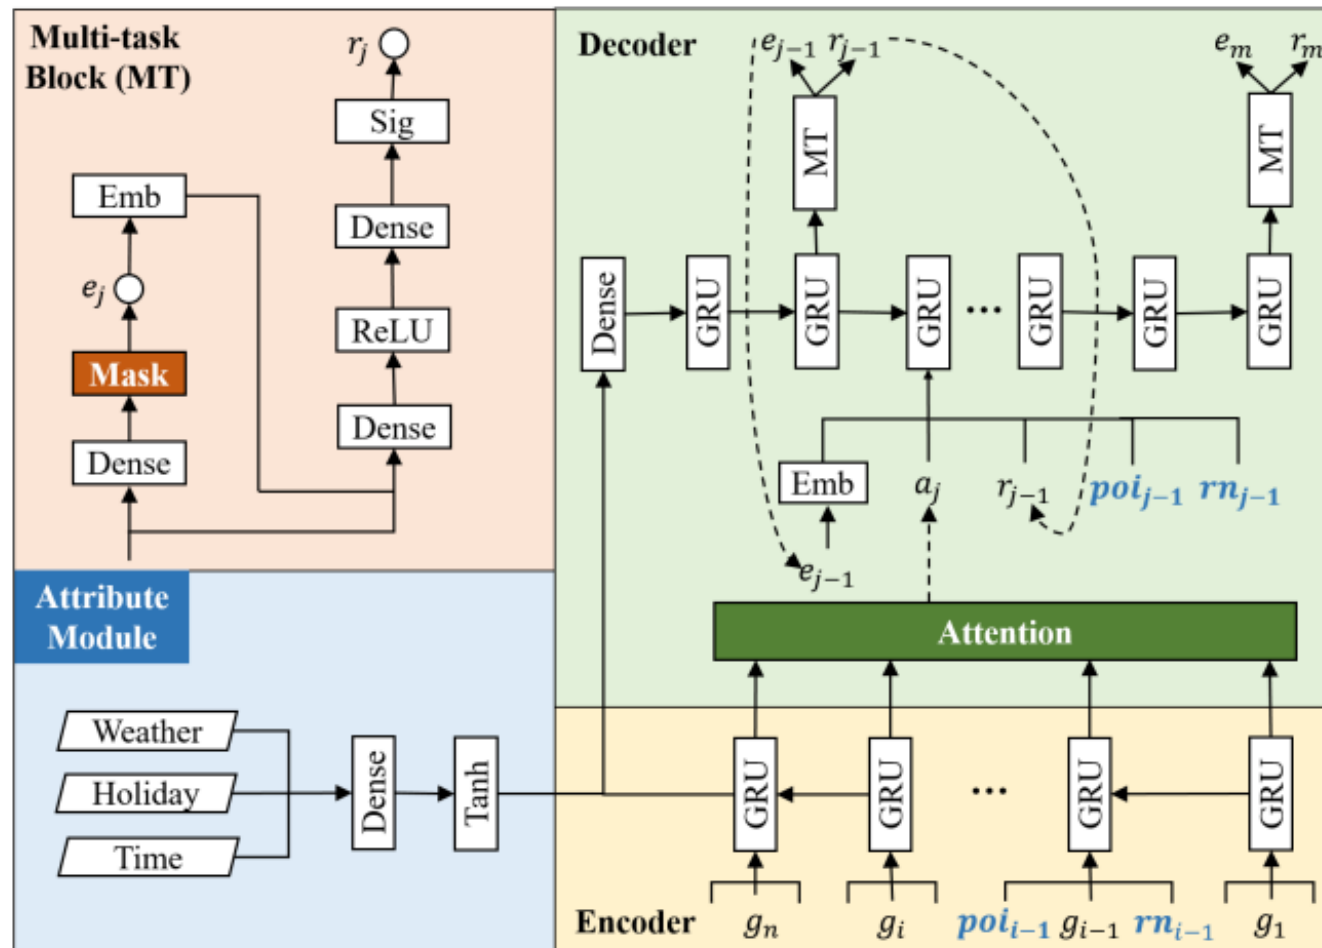 Multi-task
Block (MT)
r_j
Sig
Emb
Dense
e_j
ReLU
Mask
Dense
Dense
Attribute
Module
Weather
Holiday
Time
Dense
Tanh
Decoder
e_{j-1} r_{j-1}
e_m r_m
MT
MT
Dense
GRU
GRU
GRU
...
GRU
GRU
GRU
Emb
a_j
r_{j-1}
poi_{j-1}
rn_{j-1}
e_{j-1}
Attention
GRU
GRU
...
GRU
GRU
Encoder
g_n
g_i
poi_{i-1} g_{i-1} rn_{i-1}
g_1